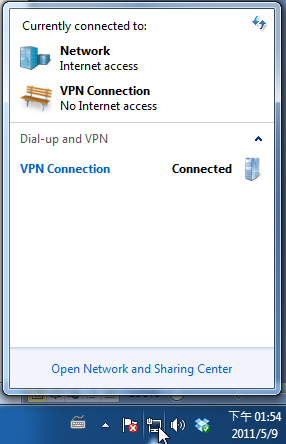 Currently connected to:
Network
Internet access
VPN Connection
No Internet access
Dial-up and VPN
VPN Connection Connected
Open Network and Sharing Center
下午 01:54
2011/5/9